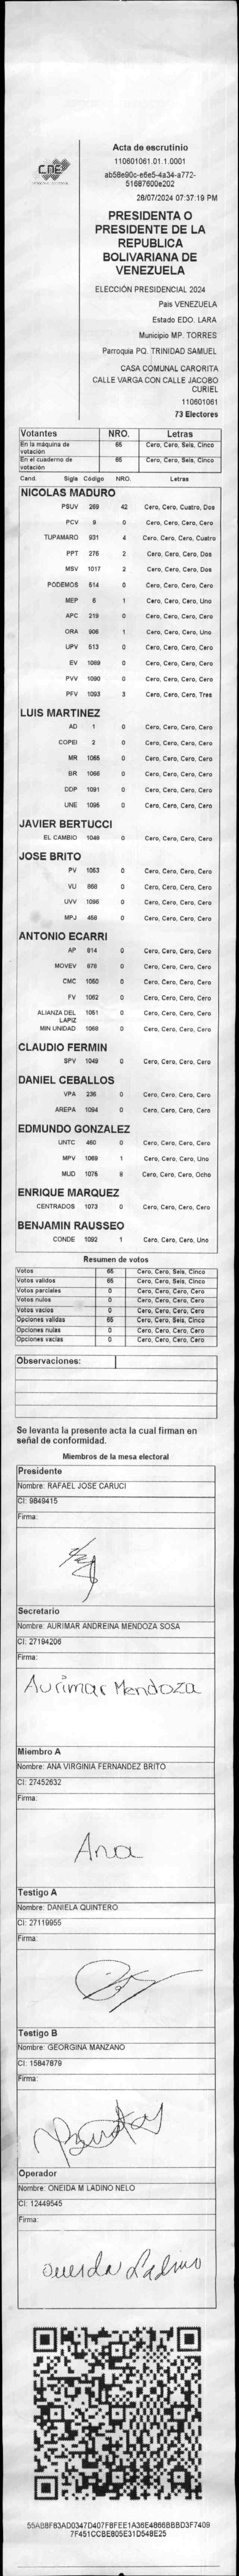 Acta de escrutinio
110601061.01.1.0001
ab58e90c-e6e5-4a34-a772-
51687600e202
28/07/2024 07:37:19 PM
CNE
PRESIDENTA O
PRESIDENTE DE LA
REPUBLICA
BOLIVARIANA DE
VENEZUELA
ELECCIÓN PRESIDENCIAL 2024
Pais VENEZUELA
Estado EDO. LARA
Municipio MP. TORRES
Parroquia PQ. TRINIDAD SAMUEL
CASA COMUNAL CARORITA
CALLE VARGA CON CALLE JACOBO
CURIEL
110601061
73 Electores
Votantes NRO. Letras
En la máquina de votación 65 Cero, Cero, Seis, Cinco
En el cuaderno de votación 65 Cero, Cero, Seis, Cinco
Cand. Sigla Código NRO. Letras
NICOLAS MADURO
PSUV 269 42 Cero, Cero, Cuatro, Dos
PCV 9 0 Cero, Cero, Cero, Cero
TUPAMARO 931 4 Cero, Cero, Cero, Cuatro
PPT 276 2 Cero, Cero, Cero, Dos
MSV 1017 2 Cero, Cero, Cero, Dos
PODEMOS 514 0 Cero, Cero, Cero, Cero
MEP 6 1 Cero, Cero, Cero, Uno
APC 219 0 Cero, Cero, Cero, Cero
ORA 906 1 Cero, Cero, Cero, Uno
UPV 513 0 Cero, Cero, Cero, Cero
EV 1089 0 Cero, Cero, Cero, Cero
PVV 1090 0 Cero, Cero, Cero, Cero
PFV 1093 3 Cero, Cero, Cero, Tres
LUIS MARTINEZ
AD 1 0 Cero, Cero, Cero, Cero
COPEI 2 0 Cero, Cero, Cero, Cero
MR 1065 0 Cero, Cero, Cero, Cero
BR 1066 0 Cero, Cero, Cero, Cero
DDP 1091 0 Cero, Cero, Cero, Cero
UNE 1095 0 Cero, Cero, Cero, Cero
JAVIER BERTUCCI
EL CAMBIO 1048 0 Cero, Cero, Cero, Cero
JOSE BRITO
PV 1053 0 Cero, Cero, Cero, Cero
VU 868 0 Cero, Cero, Cero, Cero
UVV 1096 0 Cero, Cero, Cero, Cero
MPJ 458 0 Cero, Cero, Cero, Cero
ANTONIO ECARRI
AP 814 0 Cero, Cero, Cero, Cero
MOVEV 978 0 Cero, Cero, Cero, Cero
CMC 1050 0 Cero, Cero, Cero, Cero
FV 1062 0 Cero, Cero, Cero, Cero
ALIANZA DEL LAPIZ 1051 0 Cero, Cero, Cero, Cero
MIN UNIDAD 1068 0 Cero, Cero, Cero, Cero
CLAUDIO FERMIN
SPV 1049 0 Cero, Cero, Cero, Cero
DANIEL CEBALLOS
VPA 236 0 Cero, Cero, Cero, Cero
AREPA 1094 0 Cero, Cero, Cero, Cero
EDMUNDO GONZALEZ
UNTC 460 0 Cero, Cero, Cero, Cero
MPV 1069 1 Cero, Cero, Cero, Uno
MUD 1075 8 Cero, Cero, Cero, Ocho
ENRIQUE MARQUEZ
CENTRADOS 1073 0 Cero, Cero, Cero, Cero
BENJAMIN RAUSSEO
CONDE 1092 1 Cero, Cero, Cero, Uno
Resumen de votos
Votos 65 Cero, Cero, Seis, Cinco
Votos validos 65 Cero, Cero, Seis, Cinco
Votos parciales 0 Cero, Cero, Cero, Cero
Votos nulos 0 Cero, Cero, Cero, Cero
Votos vacios 0 Cero, Cero, Cero, Cero
Opciones validas 65 Cero, Cero, Seis, Cinco
Opciones nulas 0 Cero, Cero, Cero, Cero
Opciones vacias 0 Cero, Cero, Cero, Cero
Observaciones:
Se levanta la presente acta la cual firman en
señal de conformidad.
Miembros de la mesa electoral
Presidente
Nombre: RAFAEL JOSE CARUCI
CI: 9849415
Firma:
Secretario
Nombre: AURIMAR ANDREINA MENDOZA SOSA
CI: 27194206
Firma:
Aurimar Mendoza
Miembro A
Nombre: ANA VIRGINIA FERNANDEZ BRITO
CI: 27452632
Firma:
Ana
Testigo A
Nombre: DANIELA QUINTERO
CI: 27119955
Firma:
Testigo B
Nombre: GEORGINA MANZANO
CI: 15847879
Firma:
Operador
Nombre: ONEIDA M LADINO NELO
CI: 12449545
Firma:
Oneida Ladino
55AB8F83AD0347D407F8FEE1A36E4866BBBD3F7409
7F451CCBE805E31D548E25